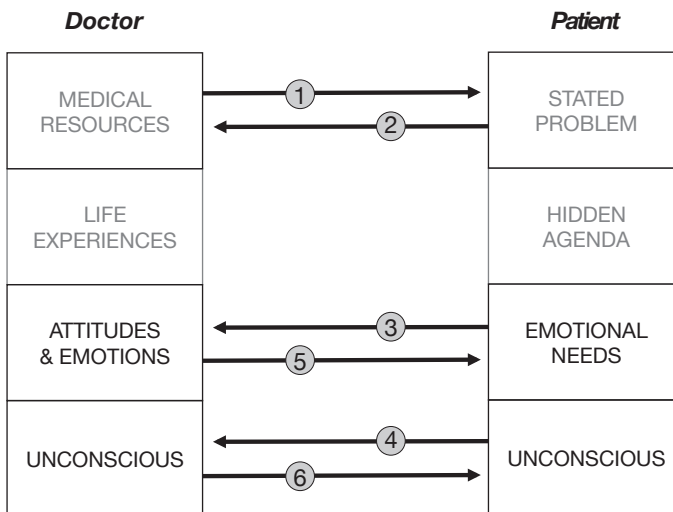 Doctor Patient
MEDICAL
RESOURCES
1
2
STATED
PROBLEM
LIFE
EXPERIENCES
HIDDEN
AGENDA
ATTITUDES
& EMOTIONS
3
5
EMOTIONAL
NEEDS
UNCONSCIOUS
4
6
UNCONSCIOUS